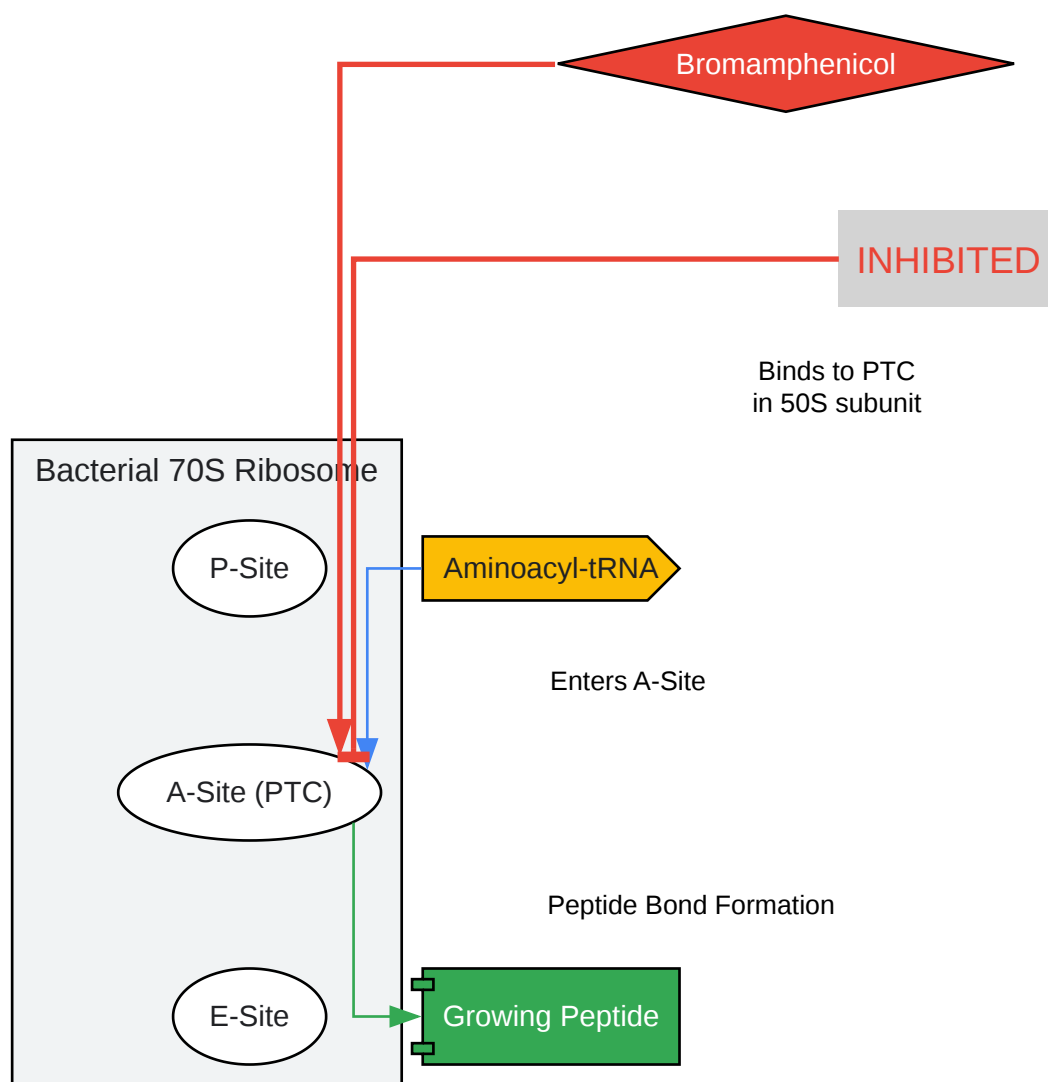 Bromamphenicol
INHIBITED
Binds to PTC
in 50S subunit
Bacterial 70S Ribosome
P-Site
Aminoacyl-tRNA
Enters A-Site
A-Site (PTC)
Peptide Bond Formation
E-Site
Growing Peptide